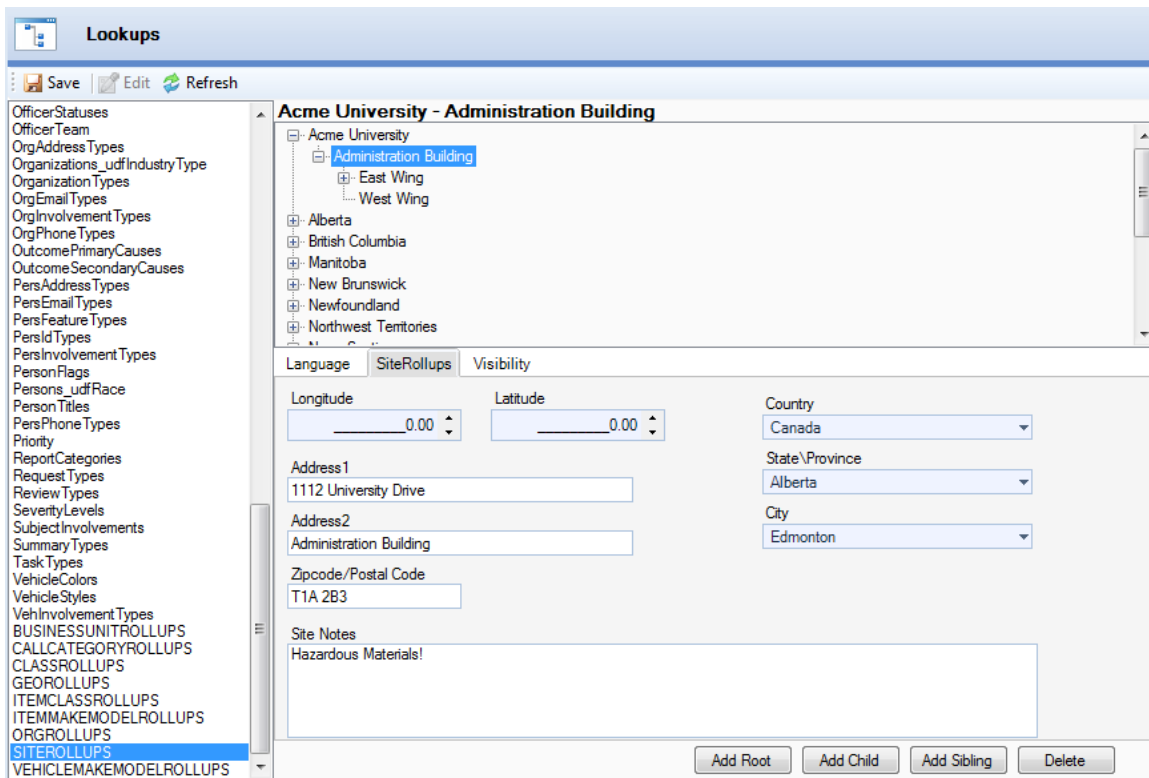 Lookups
Save Edit Refresh
OfficerStatuses
OfficerTeam
OrgAddressTypes
Organizations_udfIndustryType
OrganizationTypes
OrgEmailTypes
OrgInvolvementTypes
OrgPhoneTypes
OutcomePrimaryCauses
OutcomeSecondaryCauses
PersAddressTypes
PersEmailTypes
PersFeatureTypes
PersIdTypes
PersInvolvementTypes
PersonFlags
Persons_udfRace
PersonTitles
PersPhoneTypes
Priority
ReportCategories
RequestTypes
ReviewTypes
SeverityLevels
SubjectInvolvements
SummaryTypes
TaskTypes
VehicleColors
VehicleStyles
VehInvolvementTypes
BUSINESSUNITROLLUPS
CALLCATEGORYROLLUPS
CLASSROLLUPS
GEOROLLUPS
ITEMCLASSROLLUPS
ITEMMAKEMODELROLLUPS
ORGROLLUPS
SITEROLLUPS
VEHICLEMAKEMODELROLLUPS
Acme University - Administration Building
Acme University
Administration Building
East Wing
West Wing
Alberta
British Columbia
Manitoba
New Brunswick
Newfoundland
Northwest Territories
Language SiteRollups Visibility
Longitude Latitude
__________0.00 __________0.00
Address1
1112 University Drive
Address2
Administration Building
Zipcode/Postal Code
T1A 2B3
Country
Canada
State\Province
Alberta
City
Edmonton
Site Notes
Hazardous Materials!
Add Root Add Child Add Sibling Delete